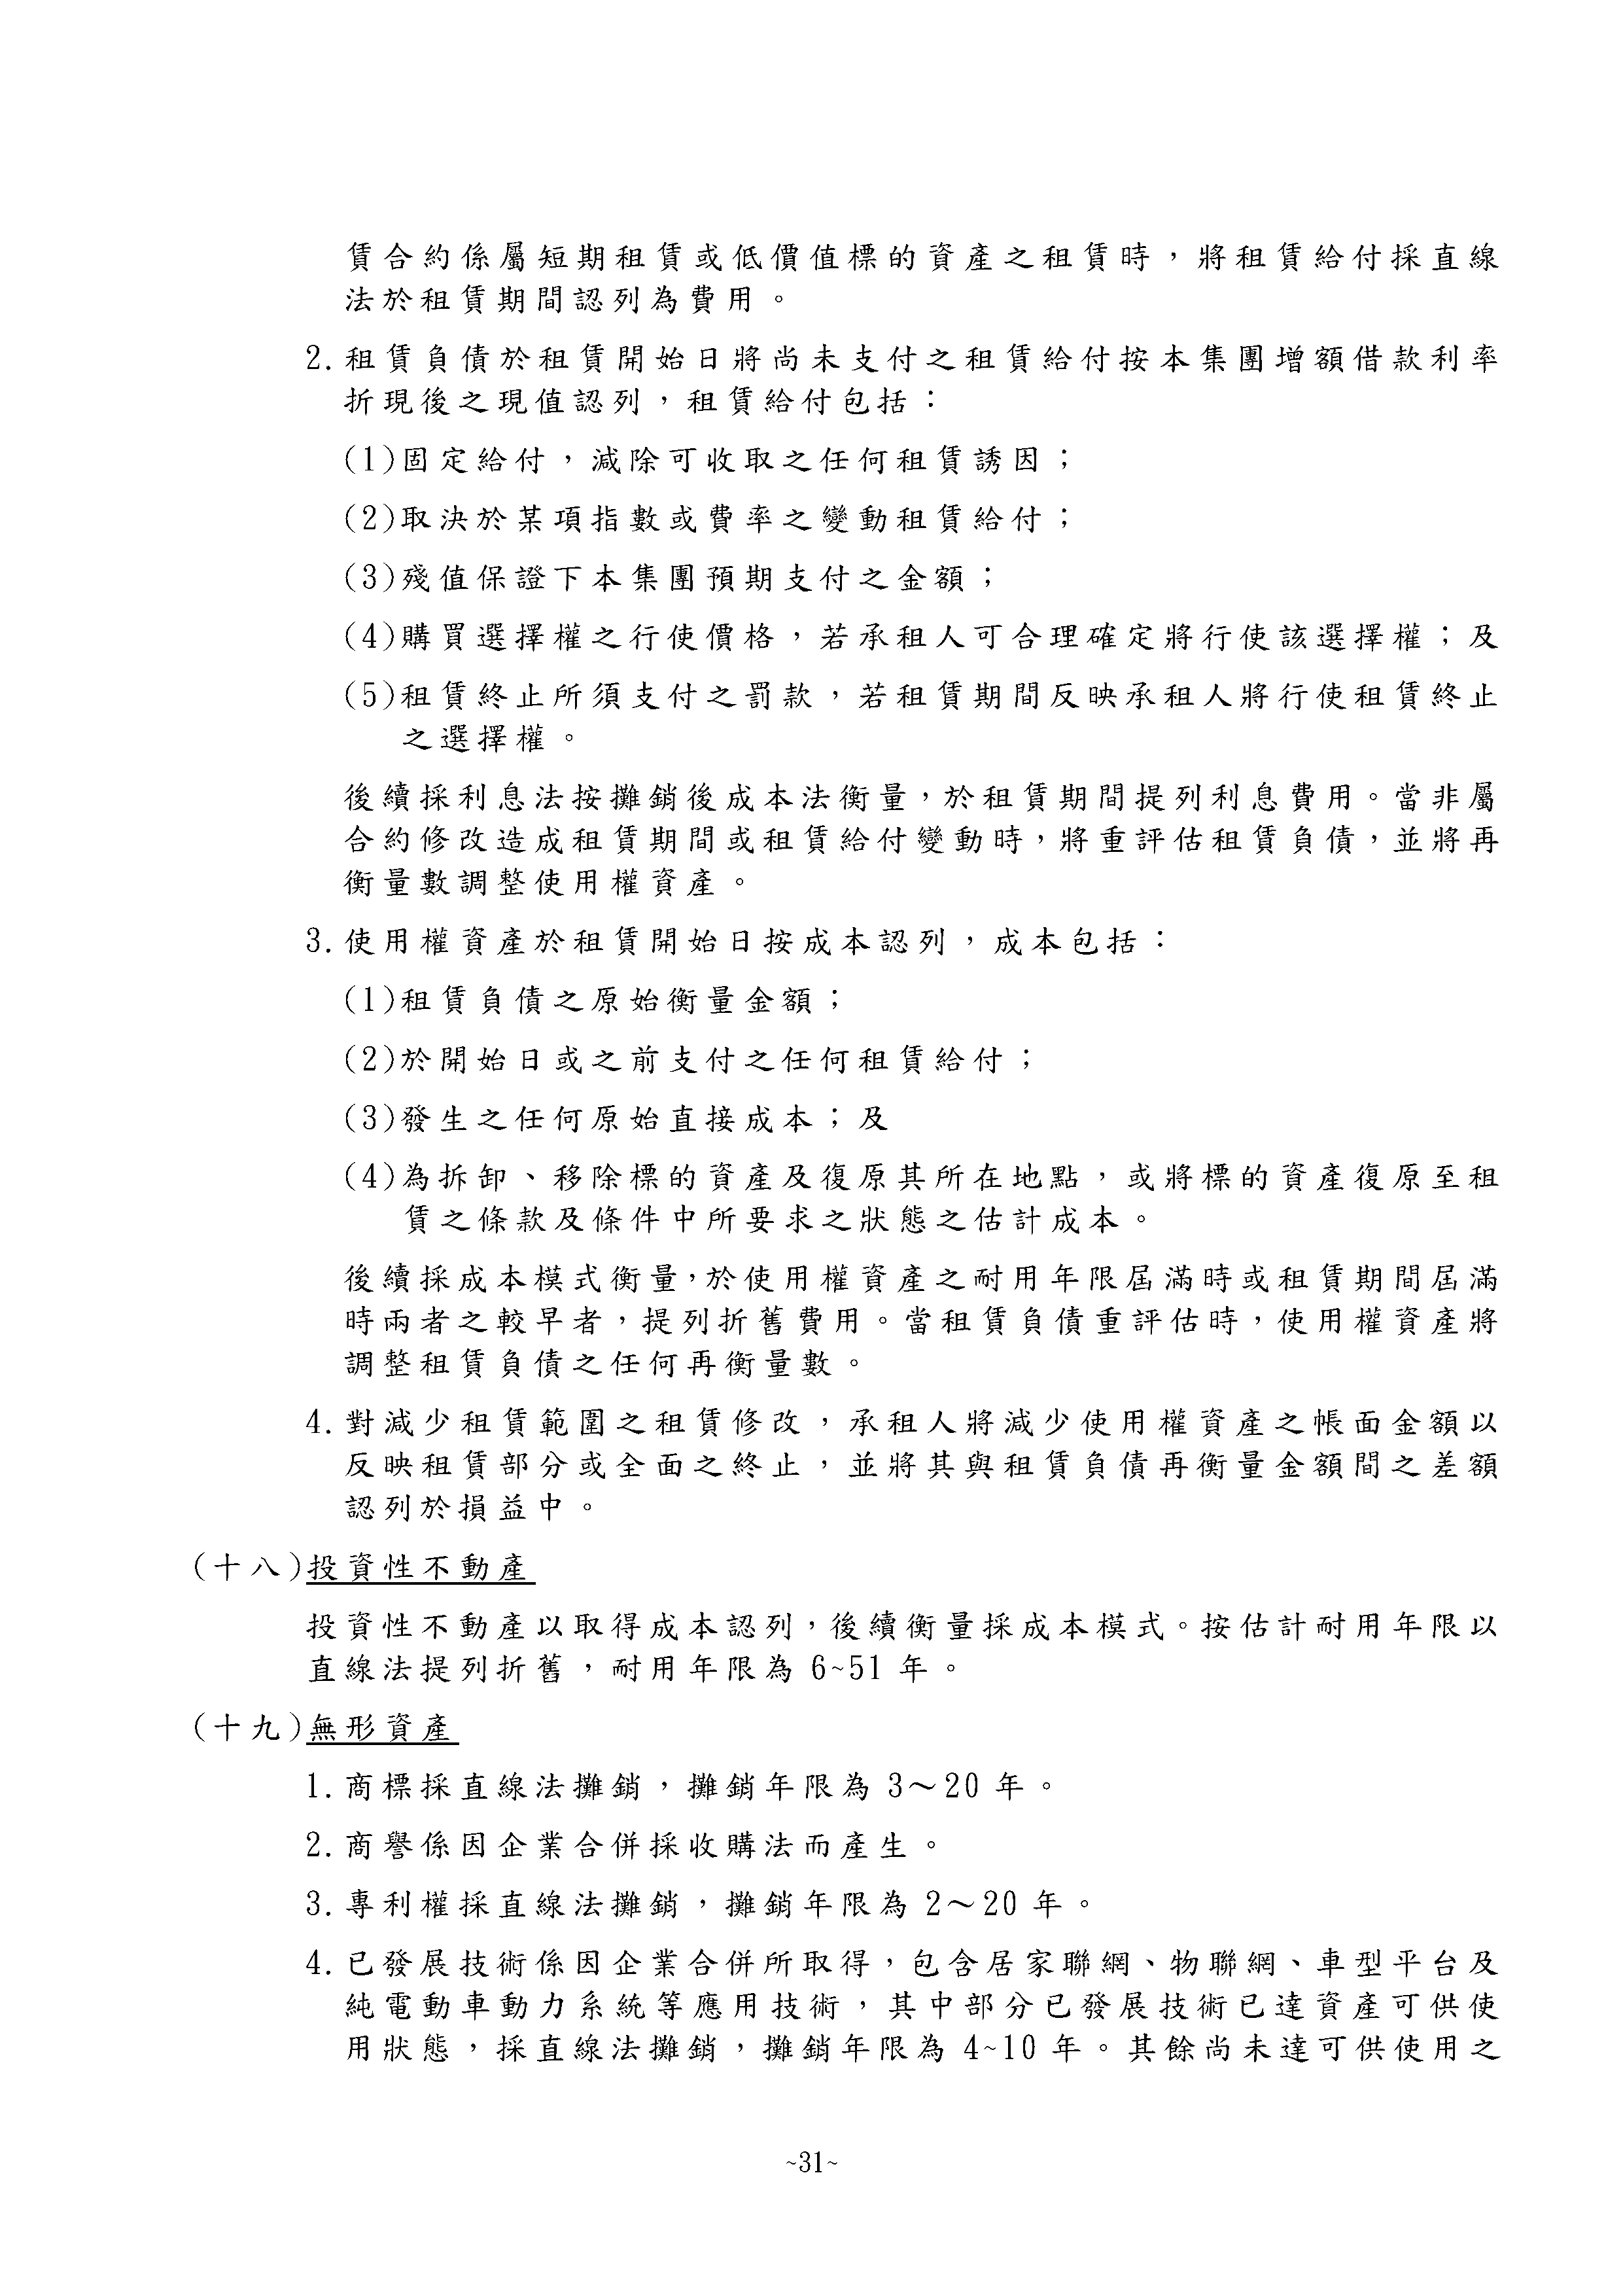 賃合約係屬短期租賃或低價值標的資產之租賃時，將租賃給付採直線
法於租賃期間認列為費用。
2.租賃負債於租賃開始日將尚未支付之租賃給付按本集團增額借款利率
折現後之現值認列，租賃給付包括：
(1)固定給付，減除可收取之任何租賃誘因；
(2)取決於某項指數或費率之變動租賃給付；
(3)殘值保證下本集團預期支付之金額；
(4)購買選擇權之行使價格，若承租人可合理確定將行使該選擇權；及
(5)租賃終止所須支付之罰款，若租賃期間反映承租人將行使租賃終止
之選擇權。
後續採利息法按攤銷後成本法衡量，於租賃期間提列利息費用。當非屬
合約修改造成租賃期間或租賃給付變動時，將重評估租賃負債，並將再
衡量數調整使用權資產。
3.使用權資產於租賃開始日按成本認列，成本包括：
(1)租賃負債之原始衡量金額；
(2)於開始日或之前支付之任何租賃給付；
(3)發生之任何原始直接成本；及
(4)為拆卸、移除標的資產及復原其所在地點，或將標的資產復原至租
賃之條款及條件中所要求之狀態之估計成本。
後續採成本模式衡量，於使用權資產之耐用年限屆滿時或租賃期間屆滿
時兩者之較早者，提列折舊費用。當租賃負債重評估時，使用權資產將
調整租賃負債之任何再衡量數。
4.對減少租賃範圍之租賃修改，承租人將減少使用權資產之帳面金額以
反映租賃部分或全面之終止，並將其與租賃負債再衡量金額間之差額
認列於損益中。
(十八)投資性不動產
投資性不動產以取得成本認列，後續衡量採成本模式。按估計耐用年限以
直線法提列折舊，耐用年限為 6~51 年。
(十九)無形資產
1.商標採直線法攤銷，攤銷年限為 3～20 年。
2.商譽係因企業合併採收購法而產生。
3.專利權採直線法攤銷，攤銷年限為 2～20 年。
4.已發展技術係因企業合併所取得，包含居家聯網、物聯網、車型平台及
純電動車動力系統等應用技術，其中部分已發展技術已達資產可供使
用狀態，採直線法攤銷，攤銷年限為 4~10 年。其餘尚未達可供使用之
~31~